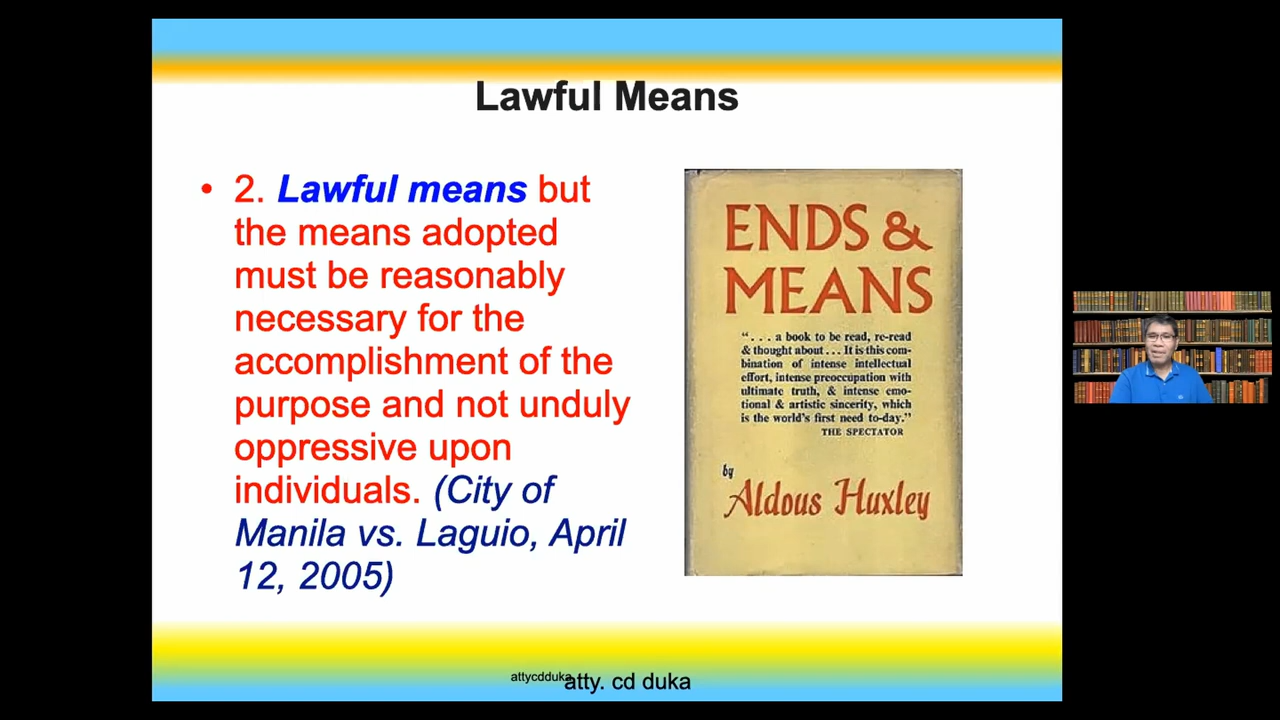 Lawful Means
• 2. Lawful means but
the means adopted
must be reasonably
necessary for the
accomplishment of the
purpose and not unduly
oppressive upon
individuals. (City of
Manila vs. Laguio, April
12, 2005)
ENDS &
MEANS
“. . . a book to be read, re-read
& thought about . . . It is this com-
bination of intense intellectual
effort, intense preoccupation with
ultimate truth, & intense emo-
tional & artistic sincerity, which
is the world's first need to-day.”
THE SPECTATOR
by
Aldous Huxley
attycdduka
atty. cd duka